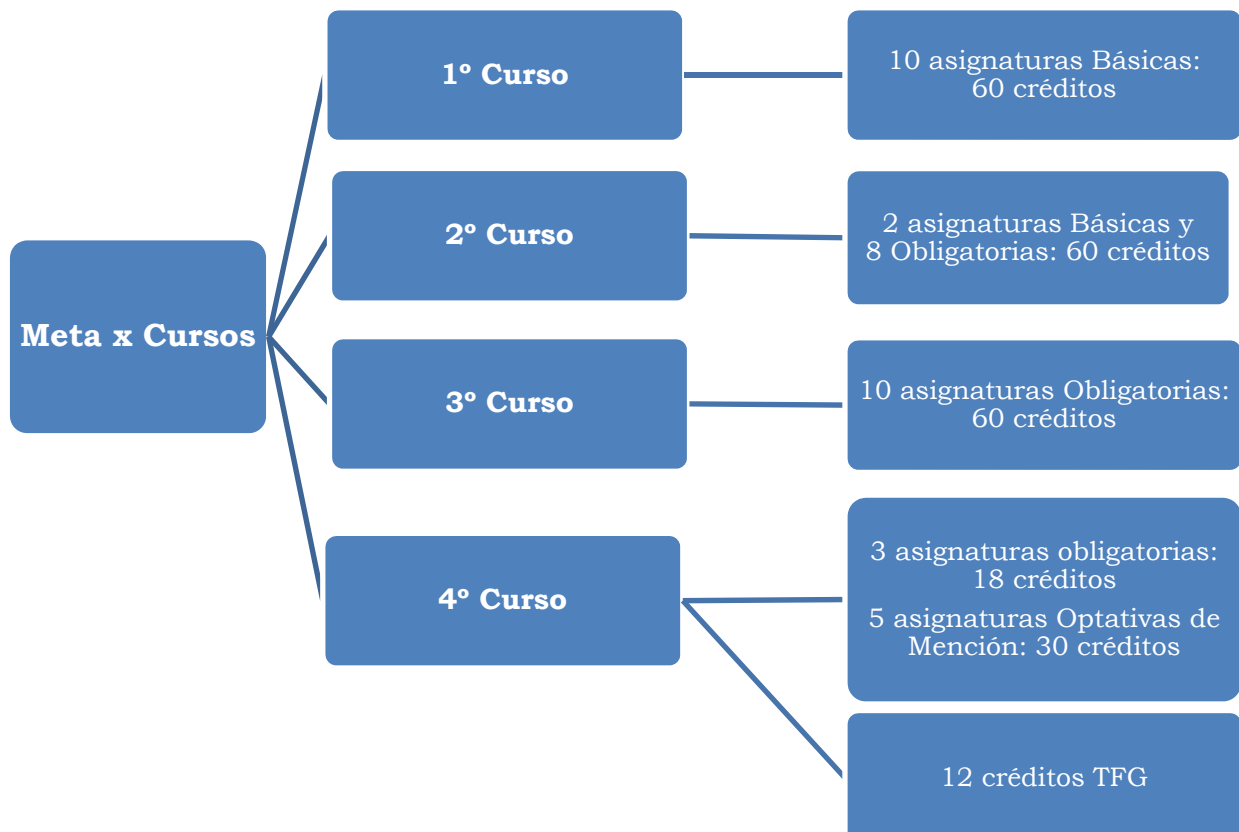 Meta x Cursos
1º Curso
10 asignaturas Básicas:
60 créditos
2º Curso
2 asignaturas Básicas y
8 Obligatorias: 60 créditos
3º Curso
10 asignaturas Obligatorias:
60 créditos
4º Curso
3 asignaturas obligatorias:
18 créditos
5 asignaturas Optativas de
Mención: 30 créditos
12 créditos TFG